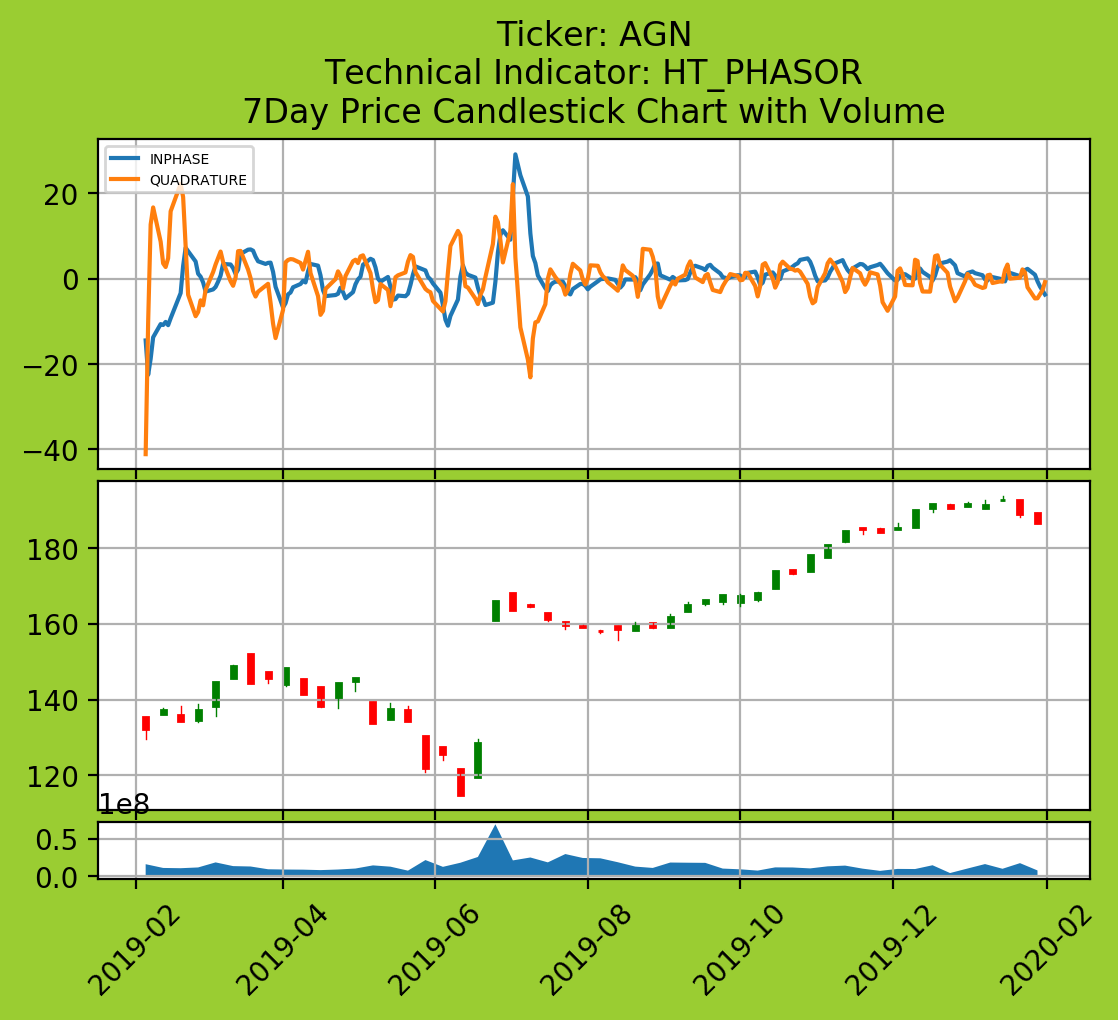 Ticker: AGN
Technical Indicator: HT_PHASOR
7Day Price Candlestick Chart with Volume
INPHASE
QUADRATURE
20
0
−20
−40
180
160
140
120
1e8
0.5
0.0
2019-02
2019-04
2019-06
2019-08
2019-10
2019-12
2020-02